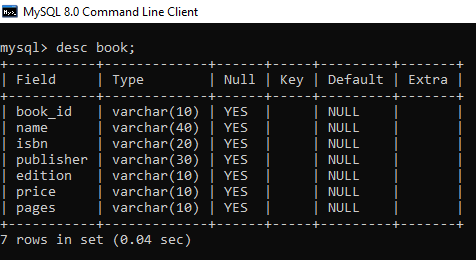 MySQL 8.0 Command Line Client
mysql> desc book;
+-----------+-------------+------+-----+---------+-------+
| Field     | Type        | Null | Key | Default | Extra |
+-----------+-------------+------+-----+---------+-------+
| book_id   | varchar(10) | YES  |     | NULL    |       |
| name      | varchar(40) | YES  |     | NULL    |       |
| isbn      | varchar(20) | YES  |     | NULL    |       |
| publisher | varchar(30) | YES  |     | NULL    |       |
| edition   | varchar(10) | YES  |     | NULL    |       |
| price     | varchar(10) | YES  |     | NULL    |       |
| pages     | varchar(10) | YES  |     | NULL    |       |
+-----------+-------------+------+-----+---------+-------+
7 rows in set (0.04 sec)